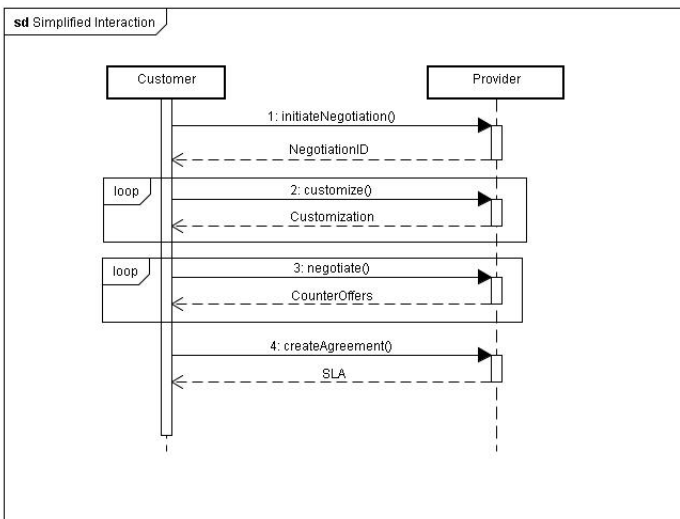 sd Simplified Interaction
Customer
Provider
1: initiateNegotiation()
NegotiationID
loop
2: customize()
Customization
loop
3: negotiate()
CounterOffers
4: createAgreement()
SLA